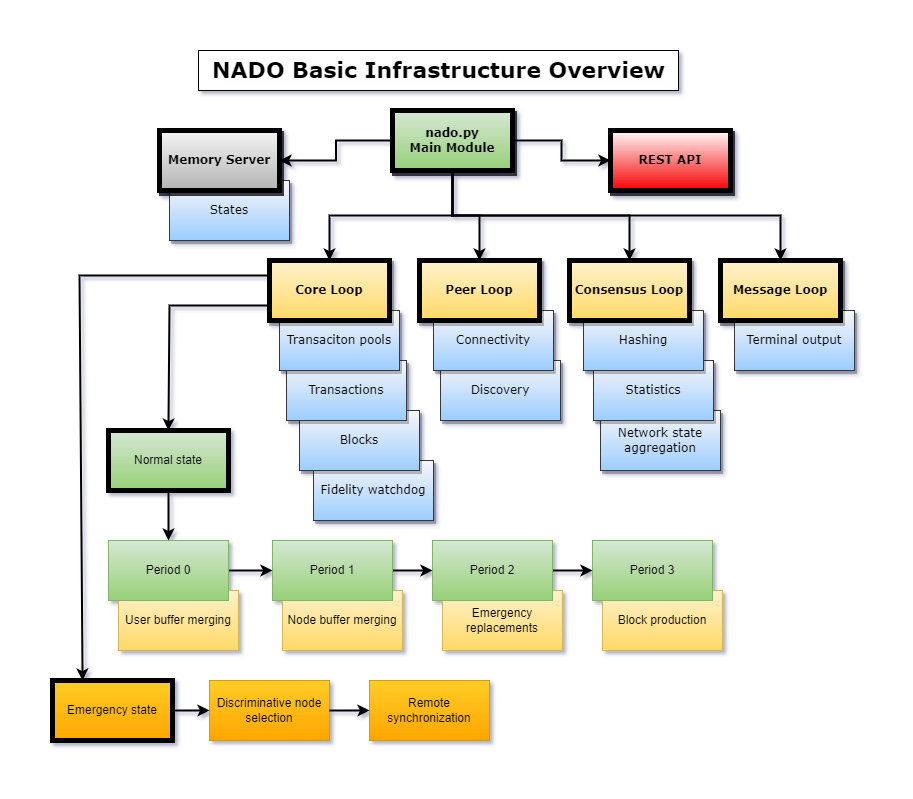 NADO Basic Infrastructure Overview
nado.py
Main Module
Memory Server
REST API
States
Core Loop
Peer Loop
Consensus Loop
Message Loop
Transaciton pools
Connectivity
Hashing
Terminal output
Transactions
Discovery
Statistics
Blocks
Network state
aggregation
Normal state
Fidelity watchdog
Period 0
Period 1
Period 2
Period 3
User buffer merging
Node buffer merging
Emergency
replacements
Block production
Emergency state
Discriminative node
selection
Remote
synchronization